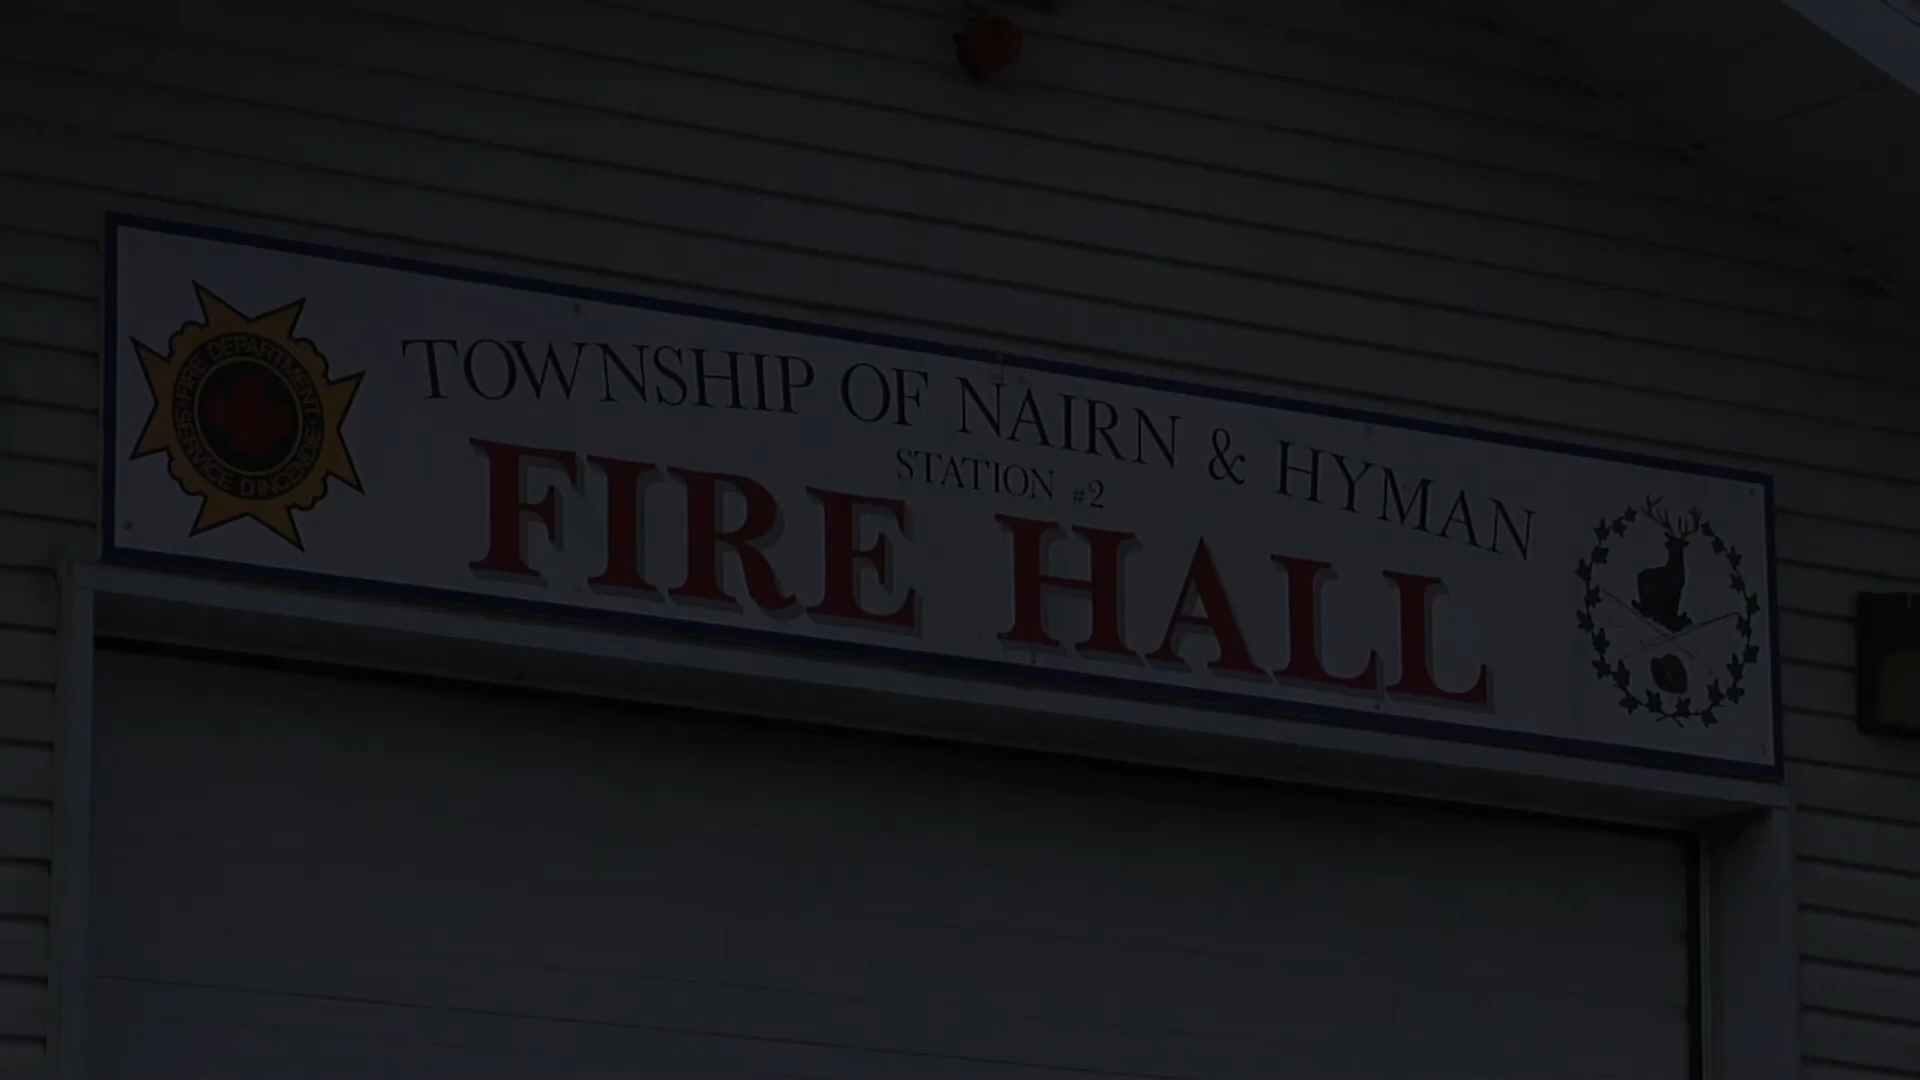 TOWNSHIP OF NAIRN & HYMAN
STATION #2
FIRE HALL
FIRE DEPARTMENT
SERVICE D'INCENDIE